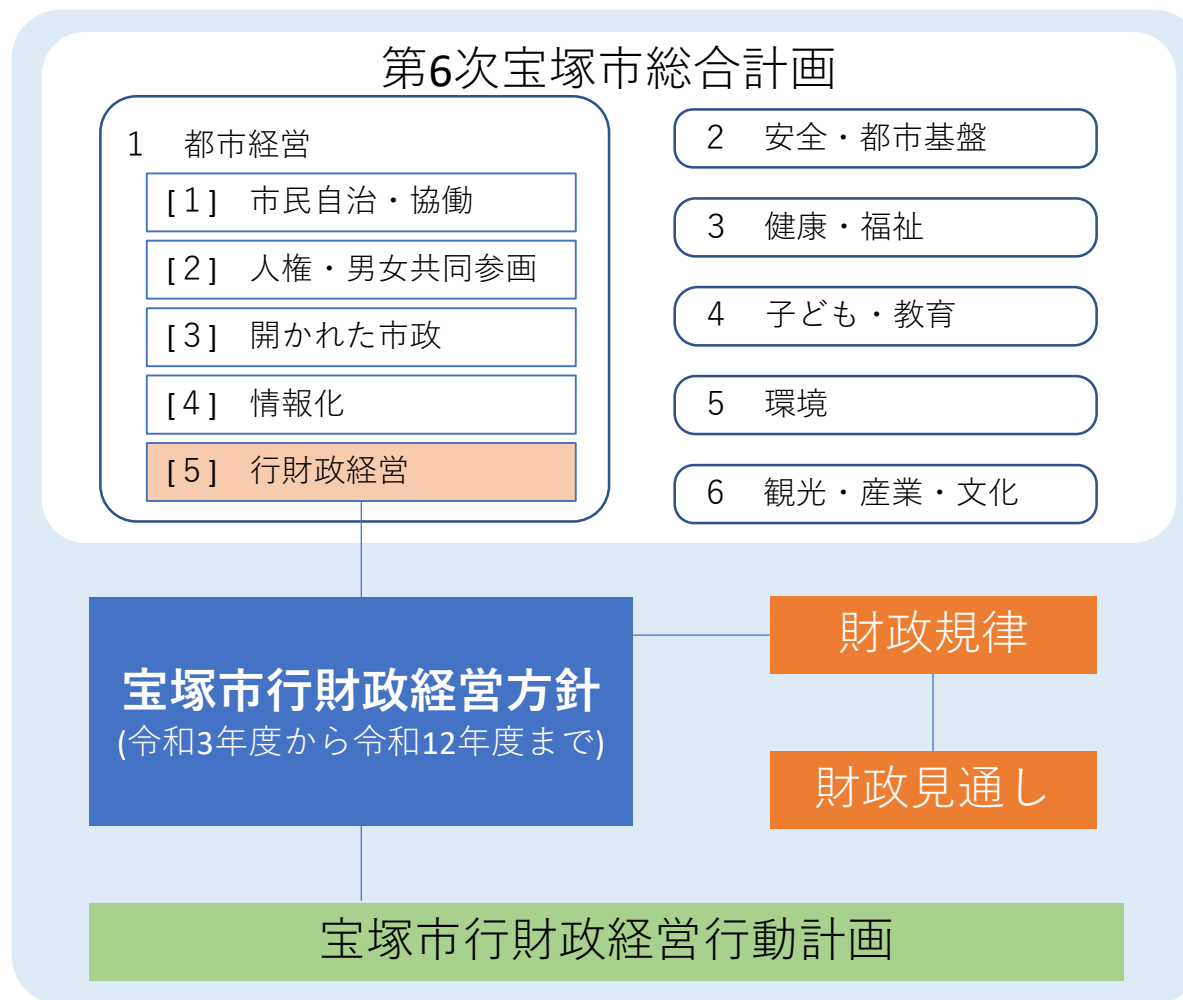 第6次宝塚市総合計画
1　都市経営
[1]　市民自治・協働
[2]　人権・男女共同参画
[3]　開かれた市政
[4]　情報化
[5]　行財政経営
2　安全・都市基盤
3　健康・福祉
4　子ども・教育
5　環境
6　観光・産業・文化
宝塚市行財政経営方針
(令和3年度から令和12年度まで)
財政規律
財政見通し
宝塚市行財政経営行動計画